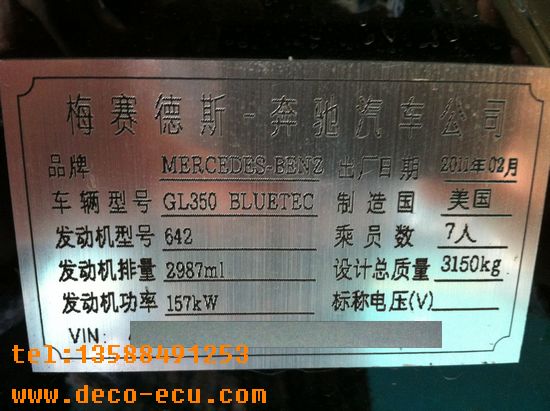 梅赛德斯-奔驰汽车公司
品牌 MERCEDES-BENZ 出厂日期 2011年02月
车辆型号 GL350 BLUETEC 制造国 美国
发动机型号 642 乘员数 7人
发动机排量 2987ml 设计总质量 3150kg
发动机功率 157kW 标称电压(V)
VIN:
tel:13588491253
www.deco-ecu.com